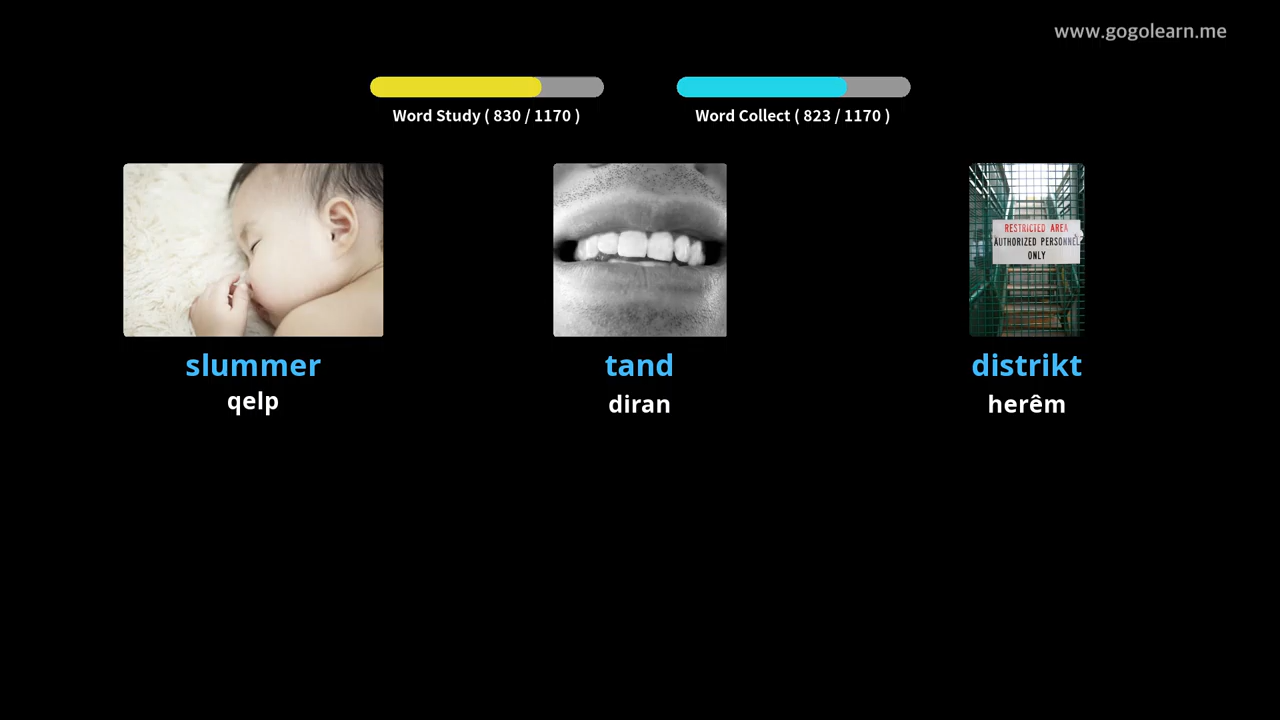 www.gogolearn.me
Word Study ( 830 / 1170 )
Word Collect ( 823 / 1170 )
RESTRICTED AREA
AUTHORIZED PERSONNEL
ONLY
slummer
tand
distrikt
qelp
diran
herêm